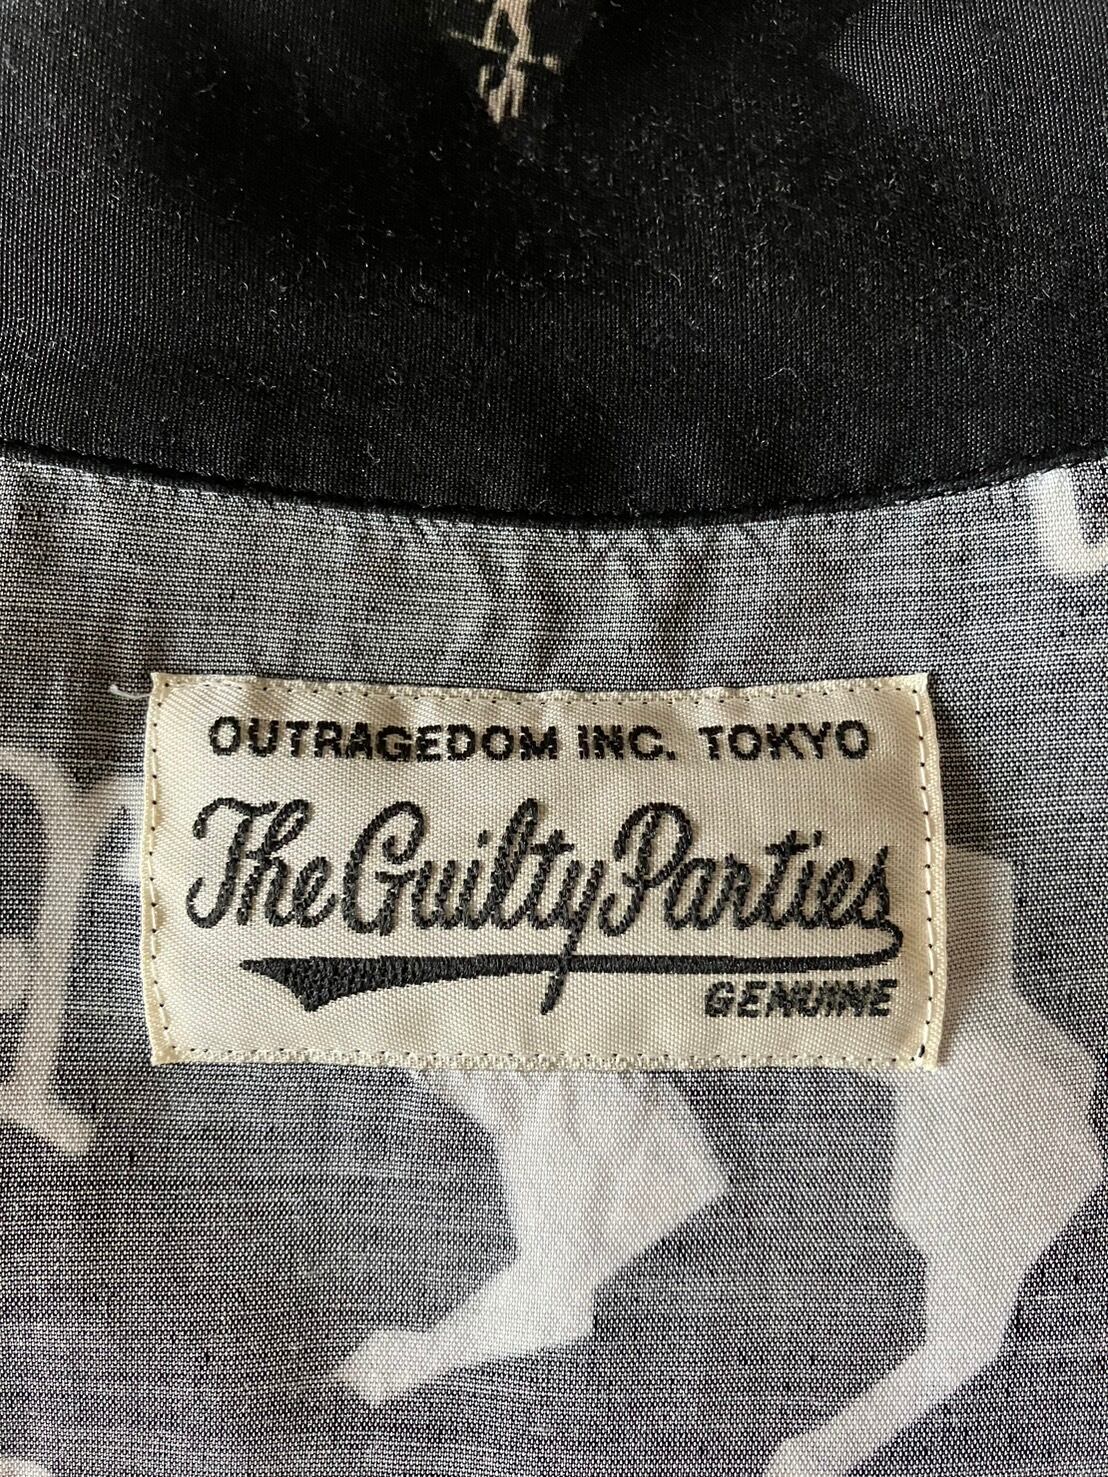 OUTRAGEDOM INC. TOKYO
The Guilty Parties
GENUINE